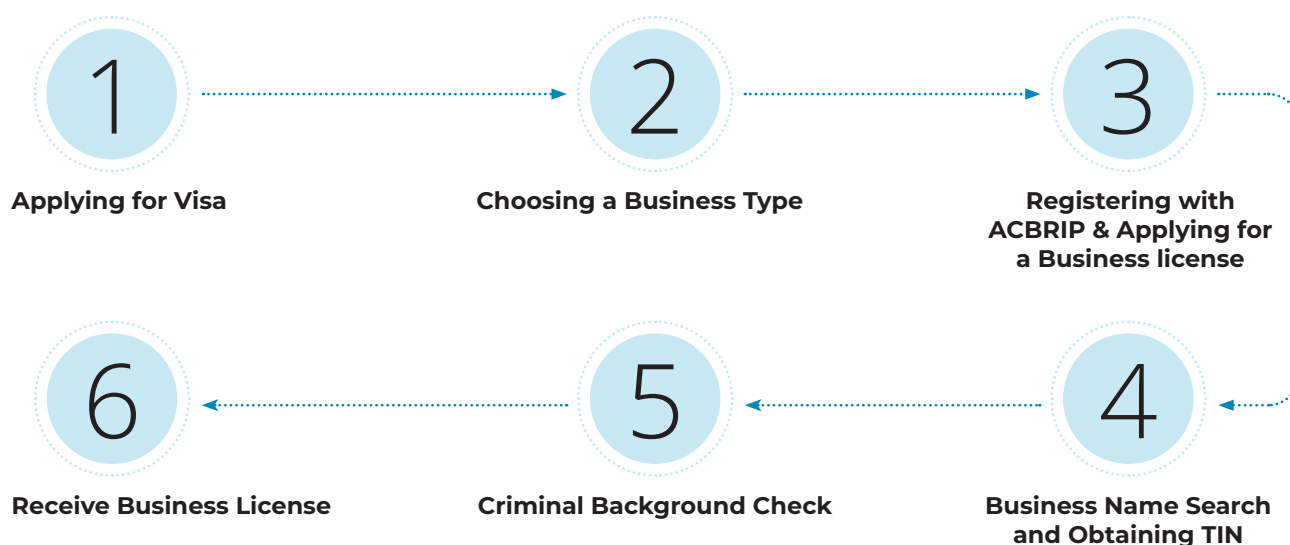 1
2
3
Applying for Visa
Choosing a Business Type
Registering with
ACBRIP & Applying for
a Business license
4
Business Name Search
and Obtaining TIN
5
Criminal Background Check
6
Receive Business License